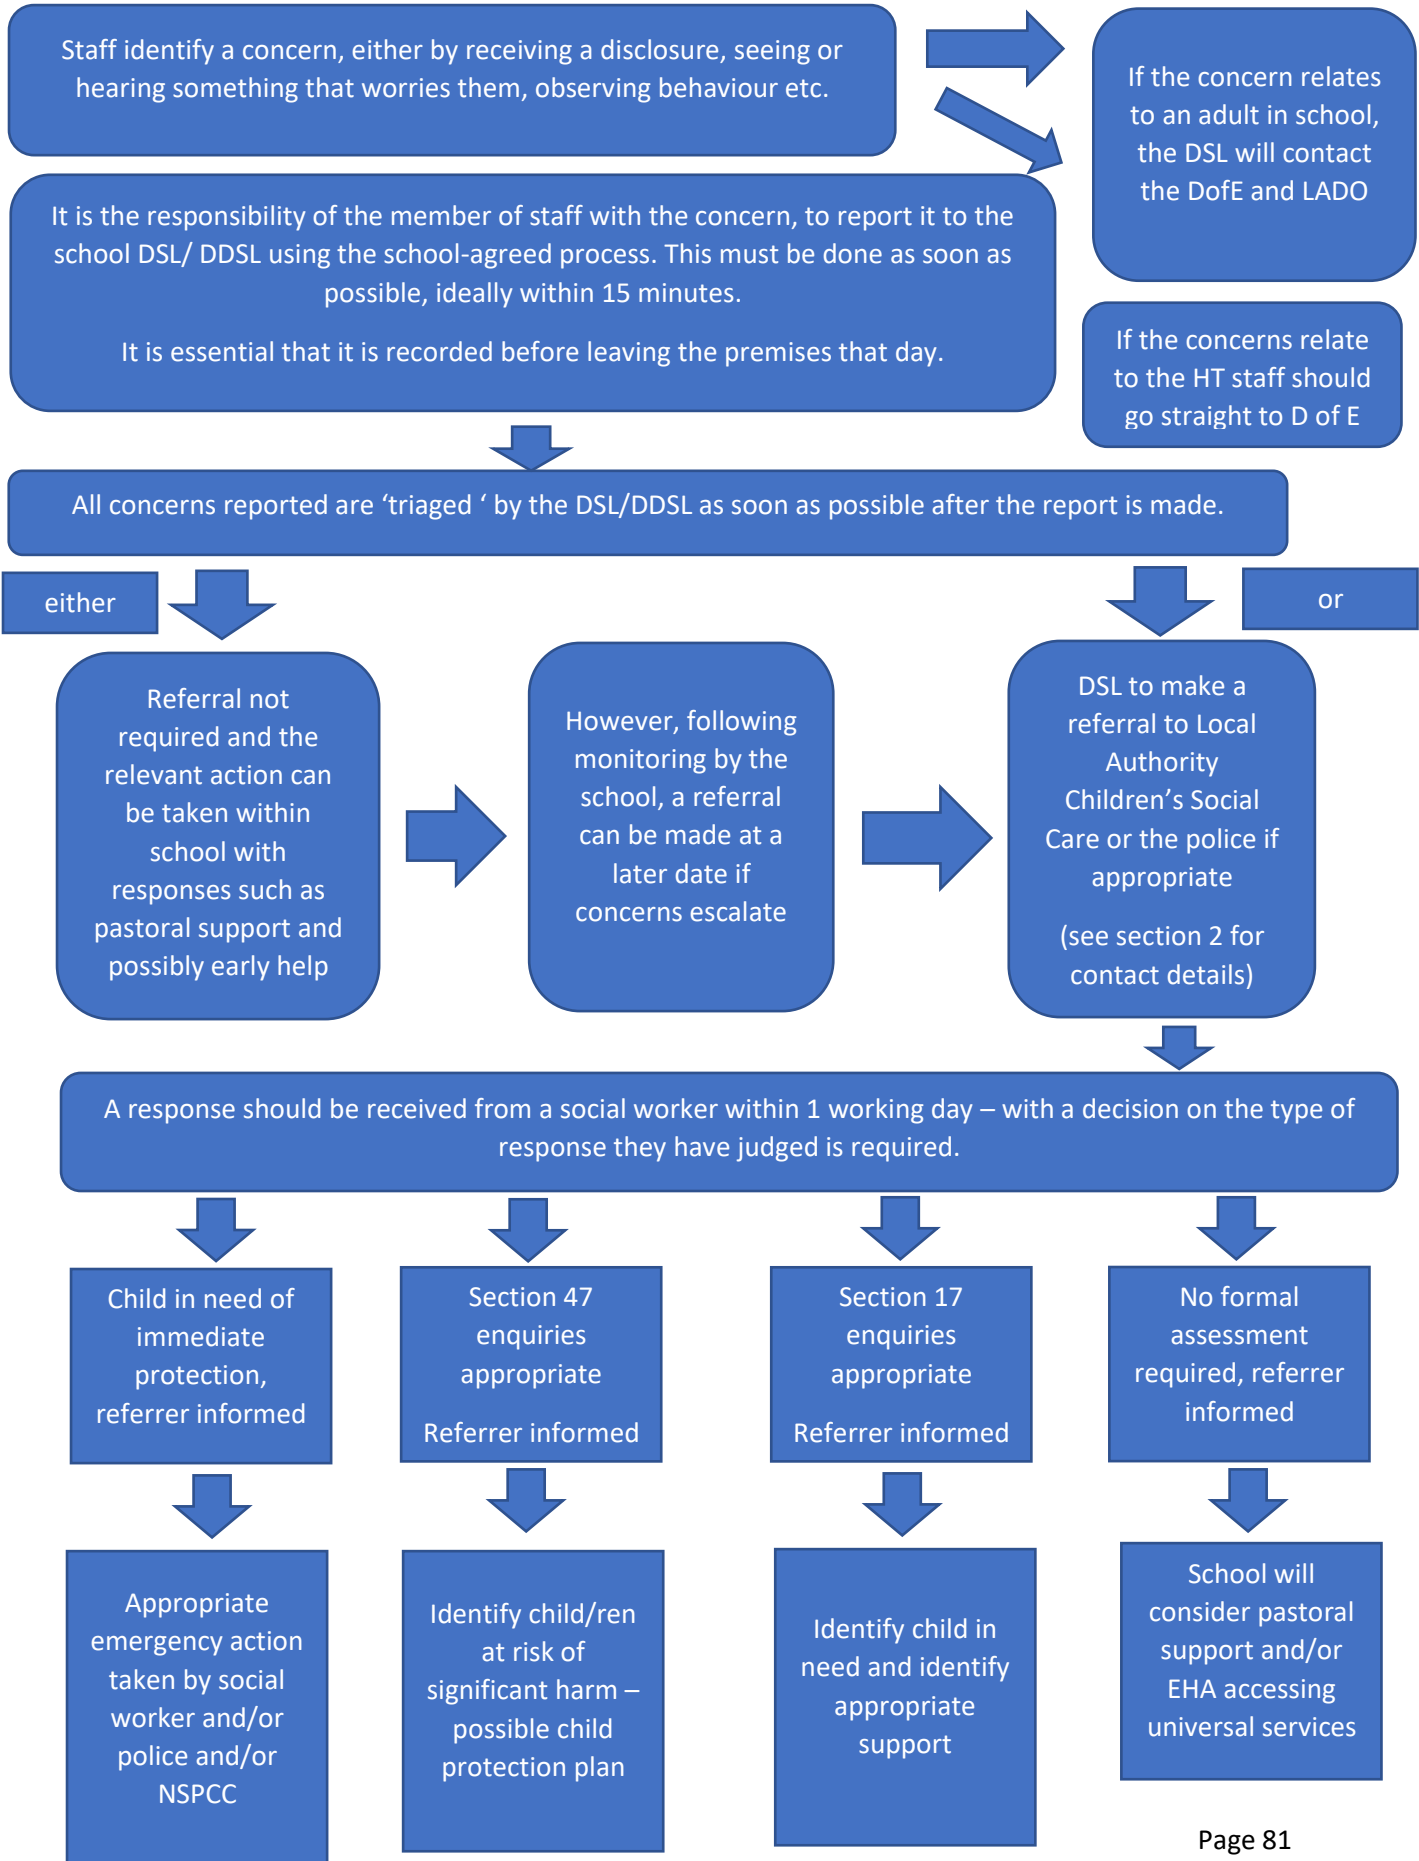 Staff identify a concern, either by receiving a disclosure, seeing or
hearing something that worries them, observing behaviour etc.
If the concern relates
to an adult in school,
the DSL will contact
the DofE and LADO
It is the responsibility of the member of staff with the concern, to report it to the
school DSL/ DDSL using the school-agreed process. This must be done as soon as
possible, ideally within 15 minutes.
It is essential that it is recorded before leaving the premises that day.
If the concerns relate
to the HT staff should
go straight to D of E
All concerns reported are ‘triaged ‘ by the DSL/DDSL as soon as possible after the report is made.
either
or
Referral not
required and the
relevant action can
be taken within
school with
responses such as
pastoral support and
possibly early help
However, following
monitoring by the
school, a referral
can be made at a
later date if
concerns escalate
DSL to make a
referral to Local
Authority
Children’s Social
Care or the police if
appropriate
(see section 2 for
contact details)
A response should be received from a social worker within 1 working day – with a decision on the type of
response they have judged is required.
Child in need of
immediate
protection,
referrer informed
Section 47
enquiries
appropriate
Referrer informed
Section 17
enquiries
appropriate
Referrer informed
No formal
assessment
required, referrer
informed
Appropriate
emergency action
taken by social
worker and/or
police and/or
NSPCC
Identify child/ren
at risk of
significant harm –
possible child
protection plan
Identify child in
need and identify
appropriate
support
School will
consider pastoral
support and/or
EHA accessing
universal services
Page 81